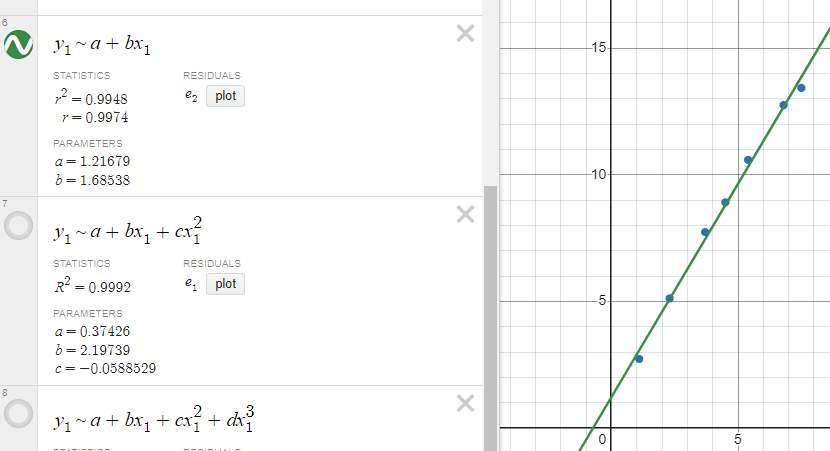 6
y₁ ~ a + bx₁
STATISTICS RESIDUALS
r² = 0.9948 e₂ plot
r = 0.9974
PARAMETERS
a = 1.21679
b = 1.68538
7
y₁ ~ a + bx₁ + cx₁²
STATISTICS RESIDUALS
R² = 0.9992 e₁ plot
PARAMETERS
a = 0.37426
b = 2.19739
c = −0.0588529
8
y₁ ~ a + bx₁ + cx₁² + dx₁³
STATISTICS RESIDUALS
15
10
5
0 5